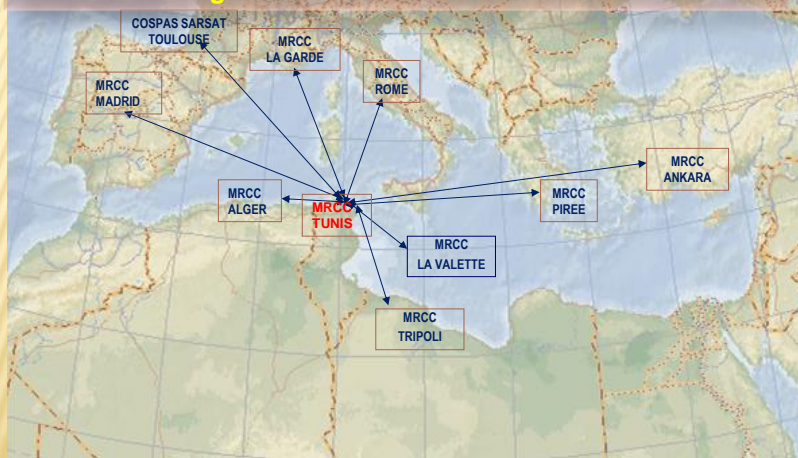 COSPAS SARSAT
TOULOUSE
MRCC
LA GARDE
MRCC
ROME
MRCC
MADRID
MRCC
ANKARA
MRCC
ALGER
MRCC
TUNIS
MRCC
PIREE
MRCC
LA VALETTE
MRCC
TRIPOLI